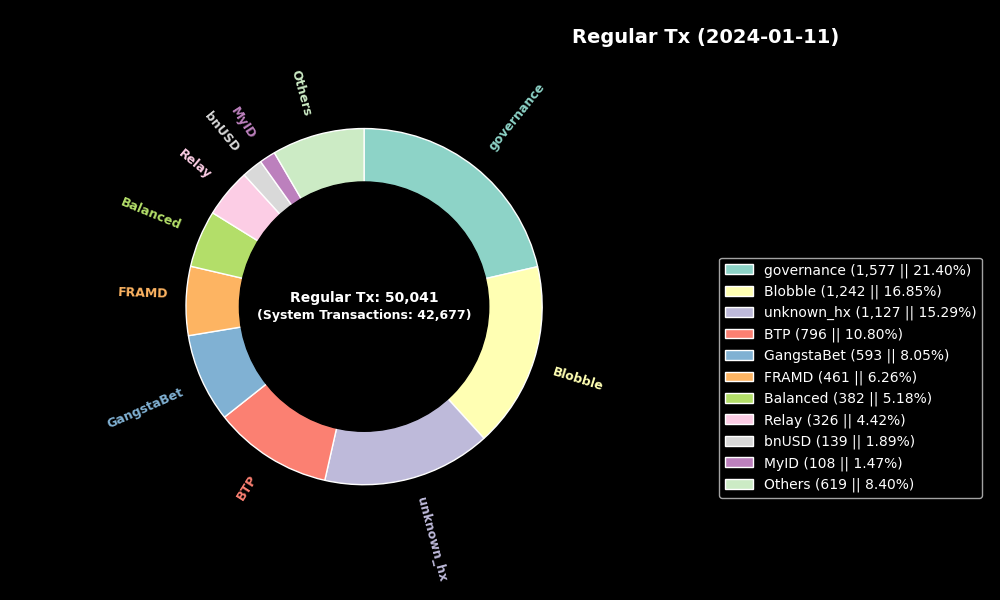 Regular Tx (2024-01-11)
Others
governance
MyID
bnUSD
Relay
Balanced
FRAMD
Regular Tx: 50,041
(System Transactions: 42,677)
Blobble
GangstaBet
BTP
unknown_hx
governance (1,577 || 21.40%)
Blobble (1,242 || 16.85%)
unknown_hx (1,127 || 15.29%)
BTP (796 || 10.80%)
GangstaBet (593 || 8.05%)
FRAMD (461 || 6.26%)
Balanced (382 || 5.18%)
Relay (326 || 4.42%)
bnUSD (139 || 1.89%)
MyID (108 || 1.47%)
Others (619 || 8.40%)